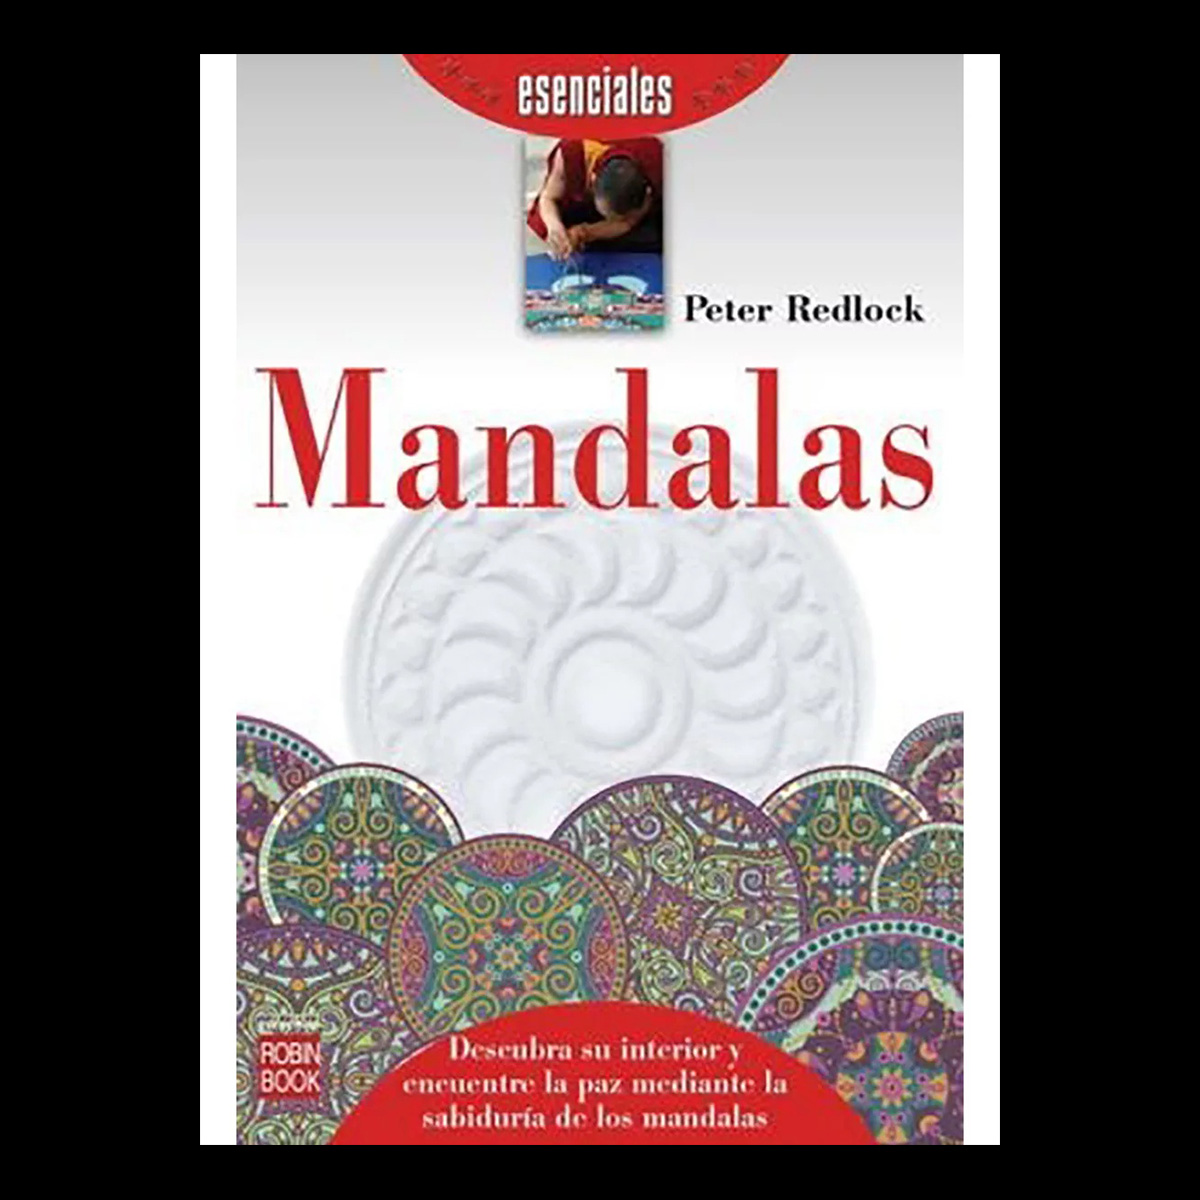 esenciales
Peter Redlock
Mandalas
ROBIN
BOOK
Descubra su interior y
encuentre la paz mediante la
sabiduría de los mandalas